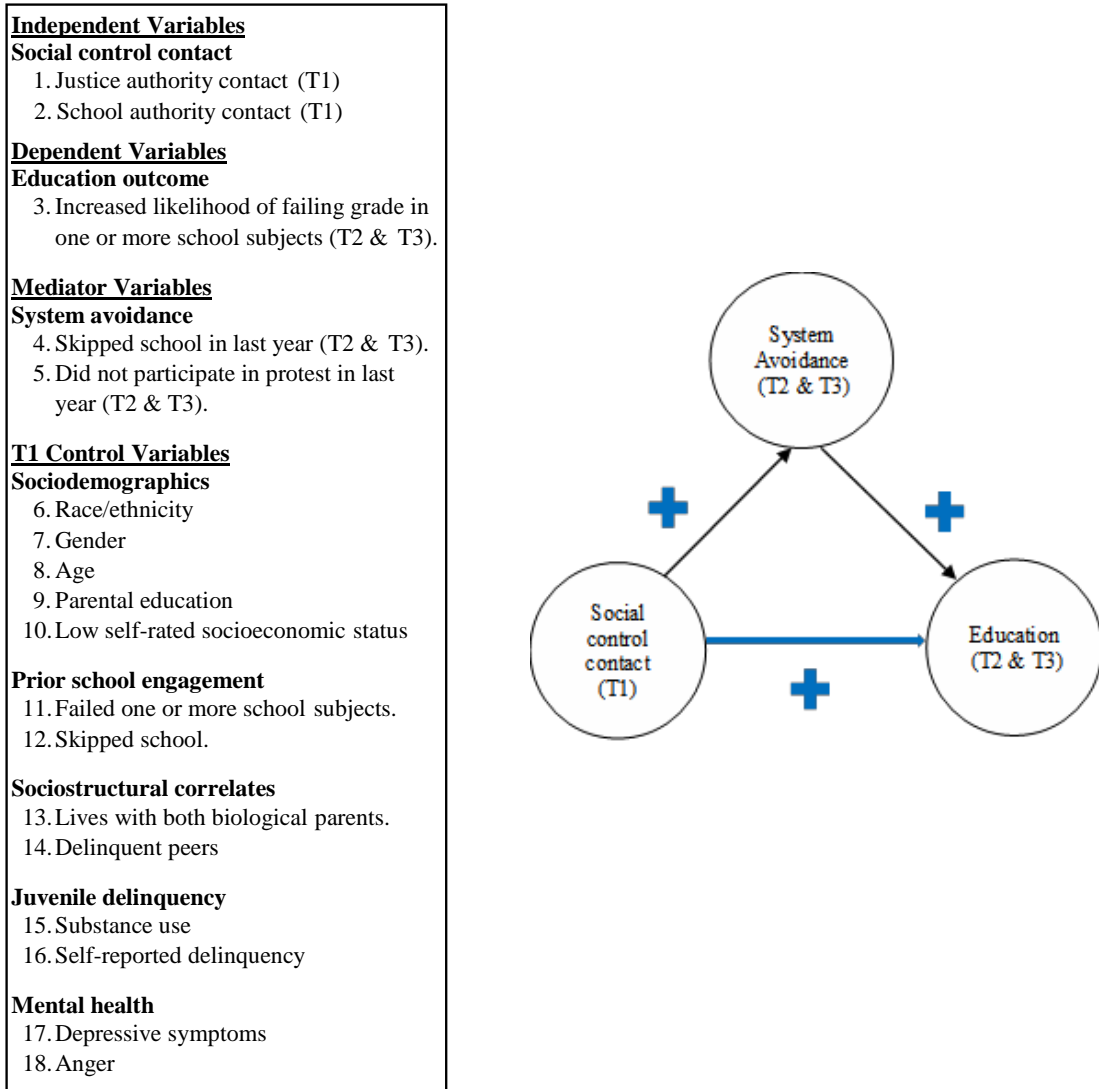 Independent Variables
Social control contact
1. Justice authority contact (T1)
2. School authority contact (T1)
Dependent Variables
Education outcome
3. Increased likelihood of failing grade in
one or more school subjects (T2 & T3).
Mediator Variables
System avoidance
4. Skipped school in last year (T2 & T3).
5. Did not participate in protest in last
year (T2 & T3).
T1 Control Variables
Sociodemographics
6. Race/ethnicity
7. Gender
8. Age
9. Parental education
10. Low self-rated socioeconomic status
Prior school engagement
11. Failed one or more school subjects.
12. Skipped school.
Sociostructural correlates
13. Lives with both biological parents.
14. Delinquent peers
Juvenile delinquency
15. Substance use
16. Self-reported delinquency
Mental health
17. Depressive symptoms
18. Anger
System
Avoidance
(T2 & T3)
Social
control
contact
(T1)
Education
(T2 & T3)